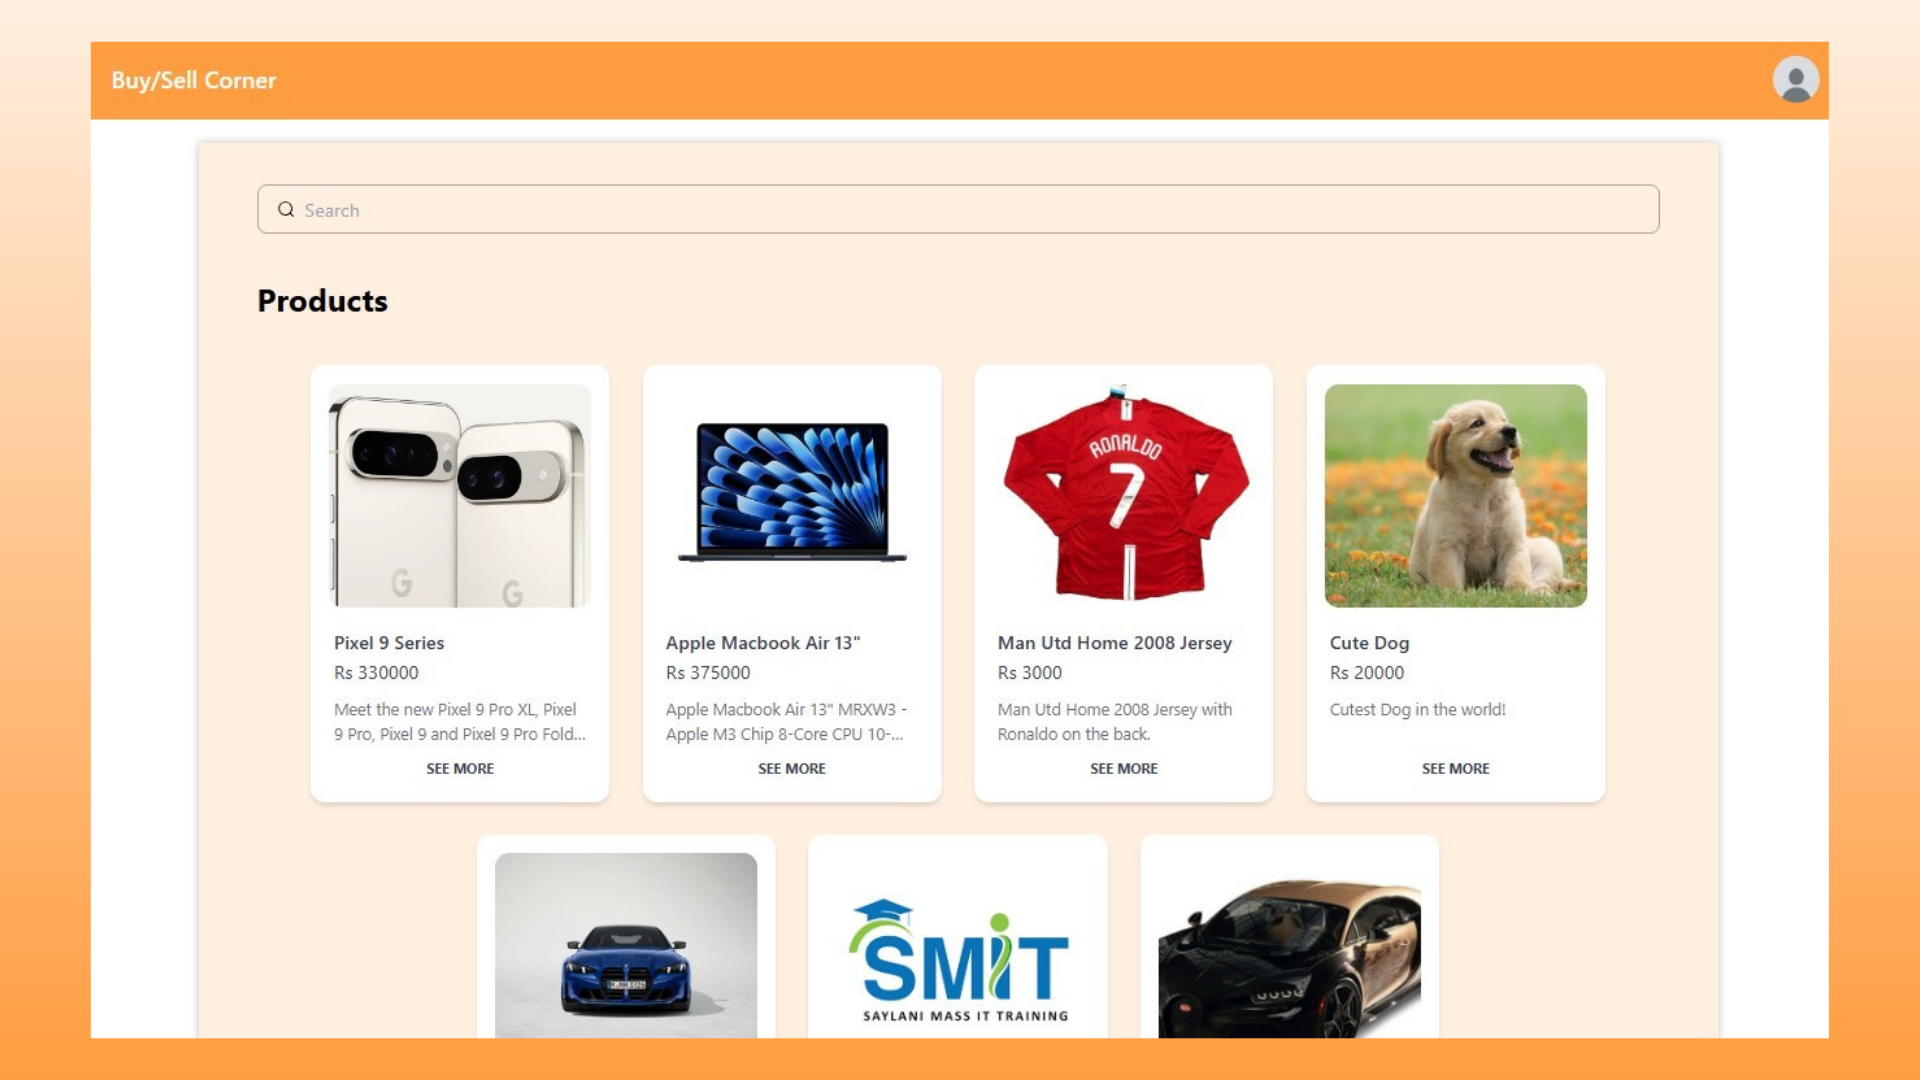 Buy/Sell Corner
Search
Products
RONALDO
7
G
G
Pixel 9 Series
Rs 330000
Meet the new Pixel 9 Pro XL, Pixel
9 Pro, Pixel 9 and Pixel 9 Pro Fold...
SEE MORE
Apple Macbook Air 13"
Rs 375000
Apple Macbook Air 13" MRXW3 -
Apple M3 Chip 8-Core CPU 10-...
SEE MORE
Man Utd Home 2008 Jersey
Rs 3000
Man Utd Home 2008 Jersey with
Ronaldo on the back.
SEE MORE
Cute Dog
Rs 20000
Cutest Dog in the world!
SEE MORE
SMiT
SAYLANI MASS IT TRAINING